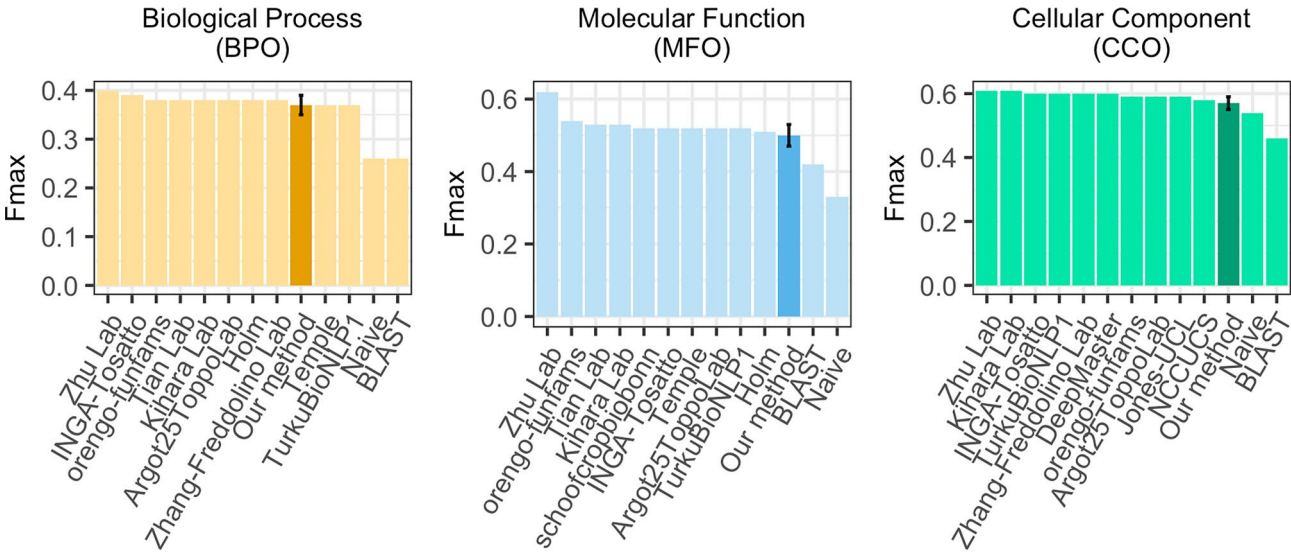 Biological Process
(BPO)
Fmax
0.4
0.3
0.2
0.1
0.0
Zhu Lab
INGA-Tosatto
orengo-funfams
Tian Lab
Kihara Lab
Argot25ToppoLab
Holm
Zhang-Freddolino Lab
Our method
Temple
TurkuBioNLP1
Naive
BLAST
Molecular Function
(MFO)
Fmax
0.6
0.4
0.2
0.0
Zhu Lab
orengo-funfams
Tian Lab
Kihara Lab
schoofcropbiobonn
INGA-Tosatto
Temple
Argot25ToppoLab
TurkuBioNLP1
Holm
Our method
BLAST
Naive
Cellular Component
(CCO)
Fmax
0.6
0.4
0.2
0.0
Zhu Lab
Kihara Lab
INGA-Tosatto
TurkuBioNLP1
Zhang-Freddolino Lab
DeepMaster
orengo-funfams
Argot25ToppoLab
Jones-UCL
NCCUCS
Our method
Naive
BLAST